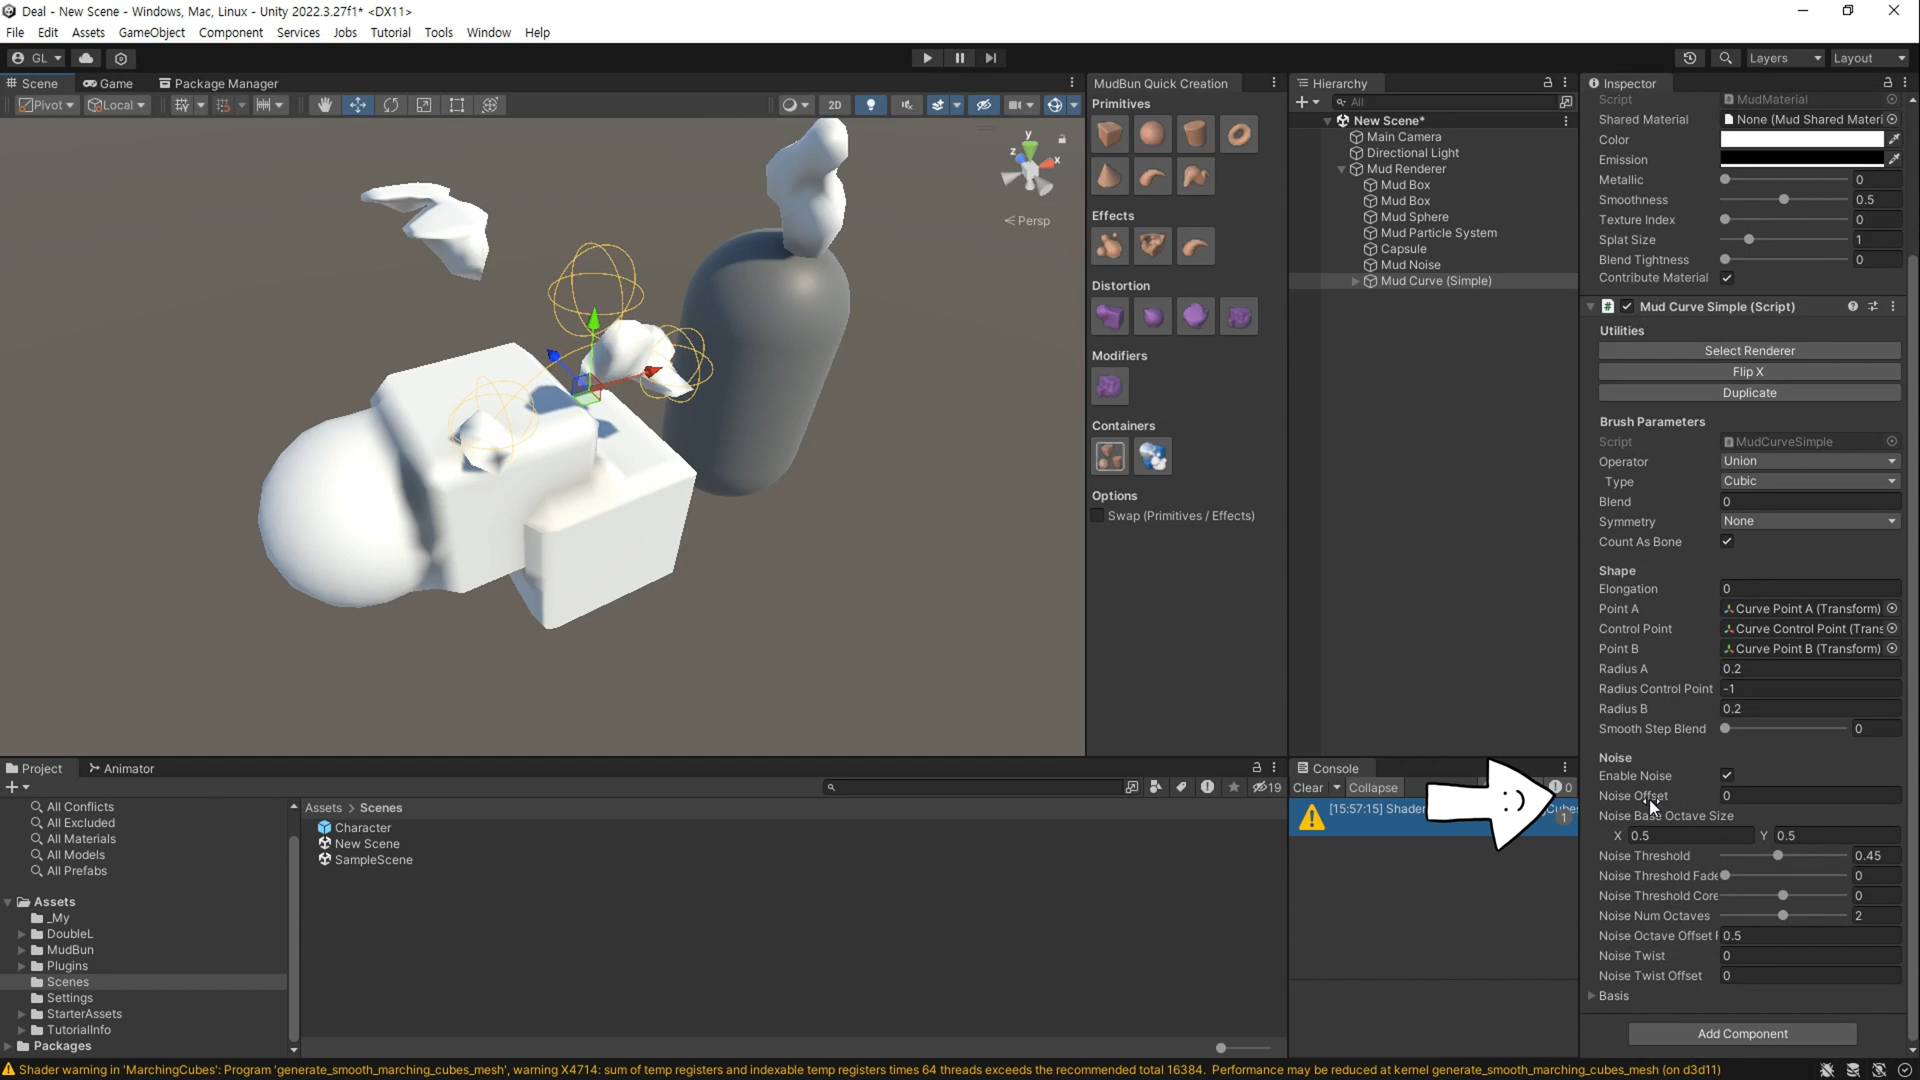 Deal - New Scene - Windows, Mac, Linux - Unity 2022.3.27f1* <DX11>
File Edit Assets GameObject Component Services Jobs Tutorial Tools Window Help
GL
Layers
Layout
Scene
Game
Package Manager
Pivot
Local
2D
y
z
x
Persp
MudBun Quick Creation
Primitives
Effects
Distortion
Modifiers
Containers
Options
Swap (Primitives / Effects)
Hierarchy
All
New Scene*
Main Camera
Directional Light
Mud Renderer
Mud Box
Mud Box
Mud Sphere
Mud Particle System
Capsule
Mud Noise
Mud Curve (Simple)
Inspector
Script MudMaterial
Shared Material None (Mud Shared Materi
Color
Emission
Metallic 0
Smoothness 0.5
Texture Index 0
Splat Size 1
Blend Tightness 0
Contribute Material
Mud Curve Simple (Script)
Utilities
Select Renderer
Flip X
Duplicate
Brush Parameters
Script MudCurveSimple
Operator Union
Type Cubic
Blend 0
Symmetry None
Count As Bone
Shape
Elongation 0
Point A Curve Point A (Transform)
Control Point Curve Control Point (Trans
Point B Curve Point B (Transform)
Radius A 0.2
Radius Control Point -1
Radius B 0.2
Smooth Step Blend 0
Noise
Enable Noise
Noise Offset 0
Noise Base Octave Size
X 0.5 Y 0.5
Noise Threshold 0.45
Noise Threshold Fade 0
Noise Threshold Core 0
Noise Num Octaves 2
Noise Octave Offset 0.5
Noise Twist 0
Noise Twist Offset 0
Basis
Add Component
Project
Animator
19
All Conflicts
All Excluded
All Materials
All Models
All Prefabs
Assets
_My
DoubleL
MudBun
Plugins
Scenes
Settings
StarterAssets
TutorialInfo
Packages
Assets > Scenes
Character
New Scene
SampleScene
Console
Clear
Collapse
0
[15:57:15] Shader
1
Shader warning in 'MarchingCubes': Program 'generate_smooth_marching_cubes_mesh', warning X4714: sum of temp registers and indexable temp registers times 64 threads exceeds the recommended total 16384. Performance may be reduced at kernel generate_smooth_marching_cubes_mesh (on d3d11)